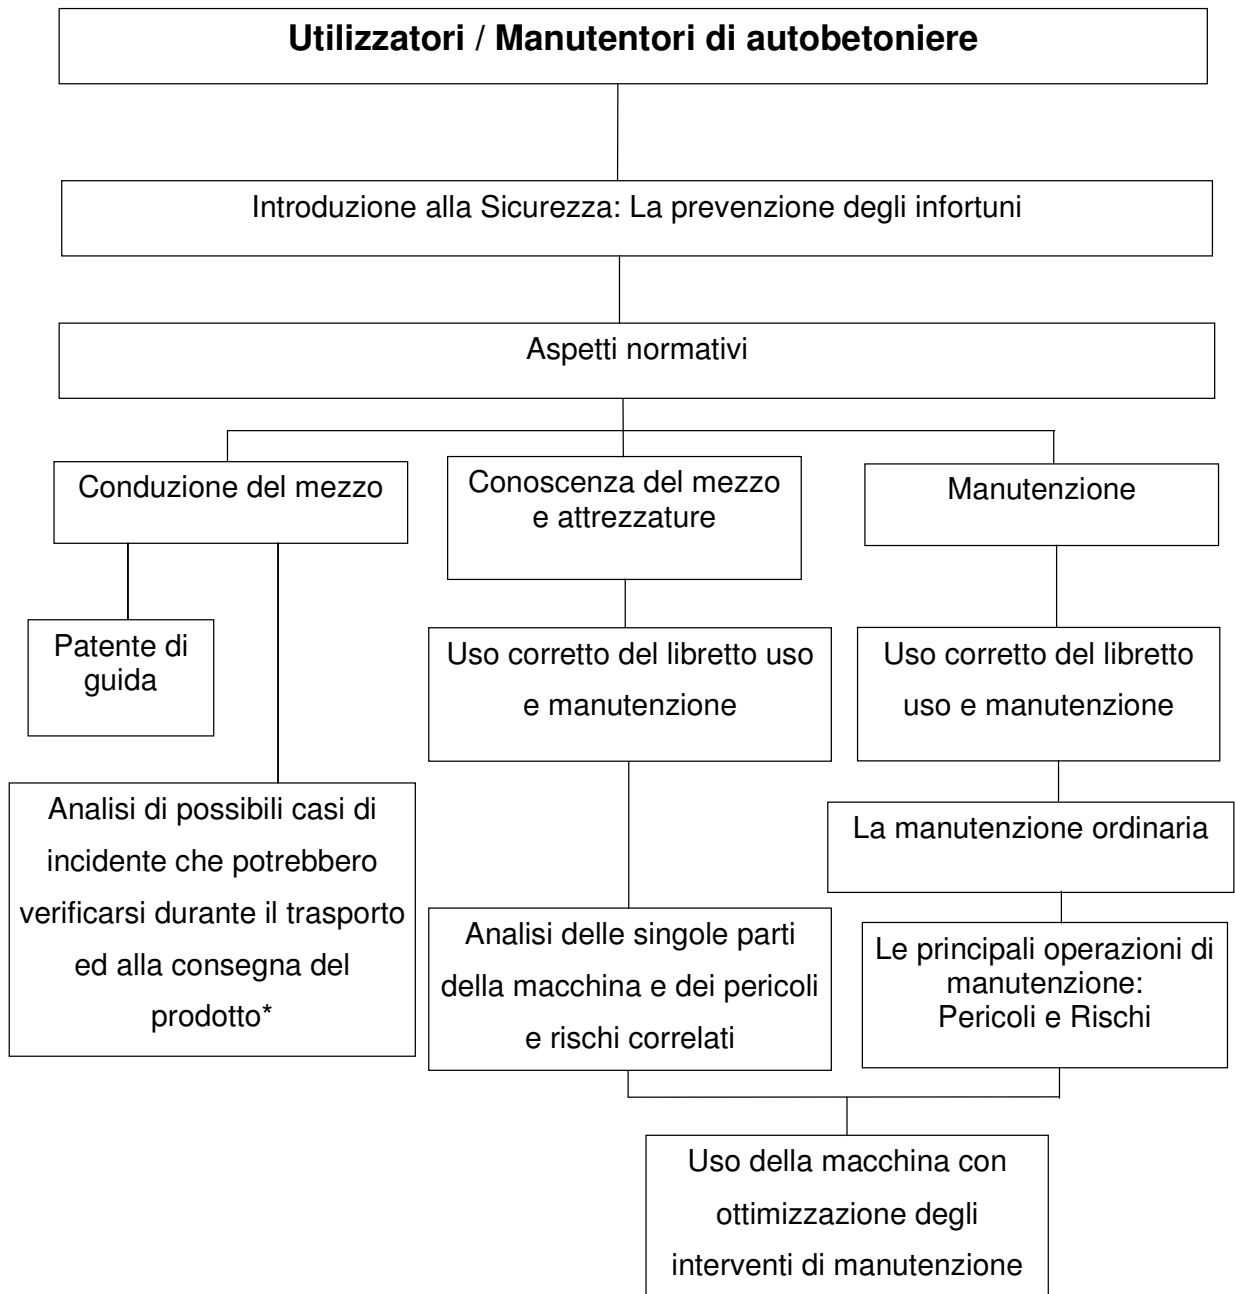 Utilizzatori / Manutentori di autobetoniere
Introduzione alla Sicurezza: La prevenzione degli infortuni
Aspetti normativi
Conduzione del mezzo
Conoscenza del mezzo
e attrezzature
Manutenzione
Patente di
guida
Uso corretto del libretto uso
e manutenzione
Uso corretto del libretto
uso e manutenzione
Analisi di possibili casi di
incidente che potrebbero
verificarsi durante il trasporto
ed alla consegna del
prodotto*
La manutenzione ordinaria
Analisi delle singole parti
della macchina e dei pericoli
e rischi correlati
Le principali operazioni di
manutenzione:
Pericoli e Rischi
Uso della macchina con
ottimizzazione degli
interventi di manutenzione